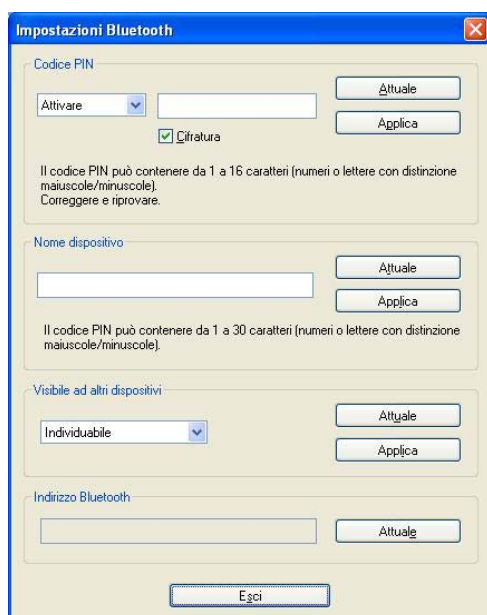 Impostazioni Bluetooth
Codice PIN
Attivare
Attuale
Cifratura
Applica
Il codice PIN può contenere da 1 a 16 caratteri (numeri o lettere con distinzione
maiuscole/minuscole).
Correggere e riprovare.
Nome dispositivo
Attuale
Applica
Il codice PIN può contenere da 1 a 30 caratteri (numeri o lettere con distinzione
maiuscole/minuscole).
Visibile ad altri dispositivi
Individuabile
Attuale
Applica
Indirizzo Bluetooth
Attuale
Esci